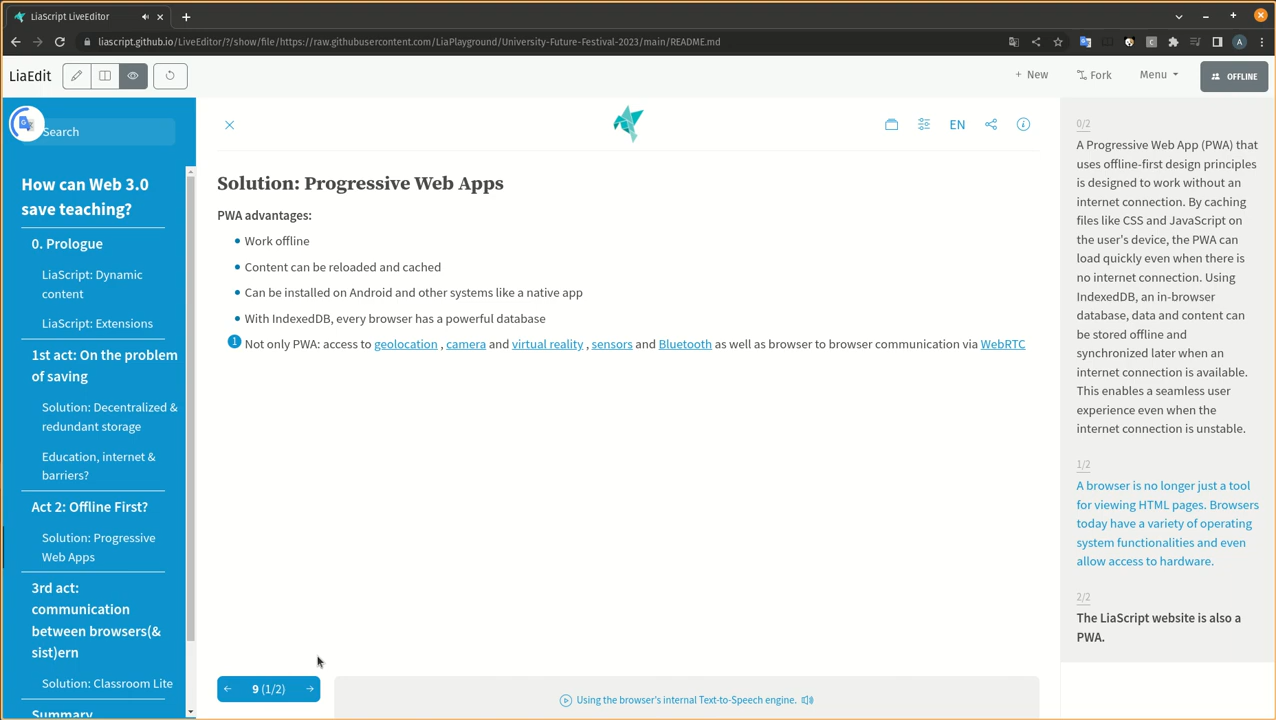 LiaScript LiveEditor
liascript.github.io/LiveEditor/?/show/file/https://raw.githubusercontent.com/LiaPlayground/University-Future-Festival-2023/main/README.md
A
LiaEdit
+ New
Fork
Menu
OFFLINE
Search
How can Web 3.0
save teaching?
0. Prologue
LiaScript: Dynamic
content
LiaScript: Extensions
1st act: On the problem
of saving
Solution: Decentralized &
redundant storage
Education, internet &
barriers?
Act 2: Offline First?
Solution: Progressive
Web Apps
3rd act:
communication
between browsers(&
sist)ern
Solution: Classroom Lite
Summary
EN
Solution: Progressive Web Apps
PWA advantages:
• Work offline
• Content can be reloaded and cached
• Can be installed on Android and other systems like a native app
• With IndexedDB, every browser has a powerful database
1 Not only PWA: access to geolocation , camera and virtual reality , sensors and Bluetooth as well as browser to browser communication via WebRTC
← 9 (1/2) →
Using the browser's internal Text-to-Speech engine.
0/2
A Progressive Web App (PWA) that
uses offline-first design principles
is designed to work without an
internet connection. By caching
files like CSS and JavaScript on
the user's device, the PWA can
load quickly even when there is
no internet connection. Using
IndexedDB, an in-browser
database, data and content can
be stored offline and
synchronized later when an
internet connection is available.
This enables a seamless user
experience even when the
internet connection is unstable.
1/2
A browser is no longer just a tool
for viewing HTML pages. Browsers
today have a variety of operating
system functionalities and even
allow access to hardware.
2/2
The LiaScript website is also a
PWA.